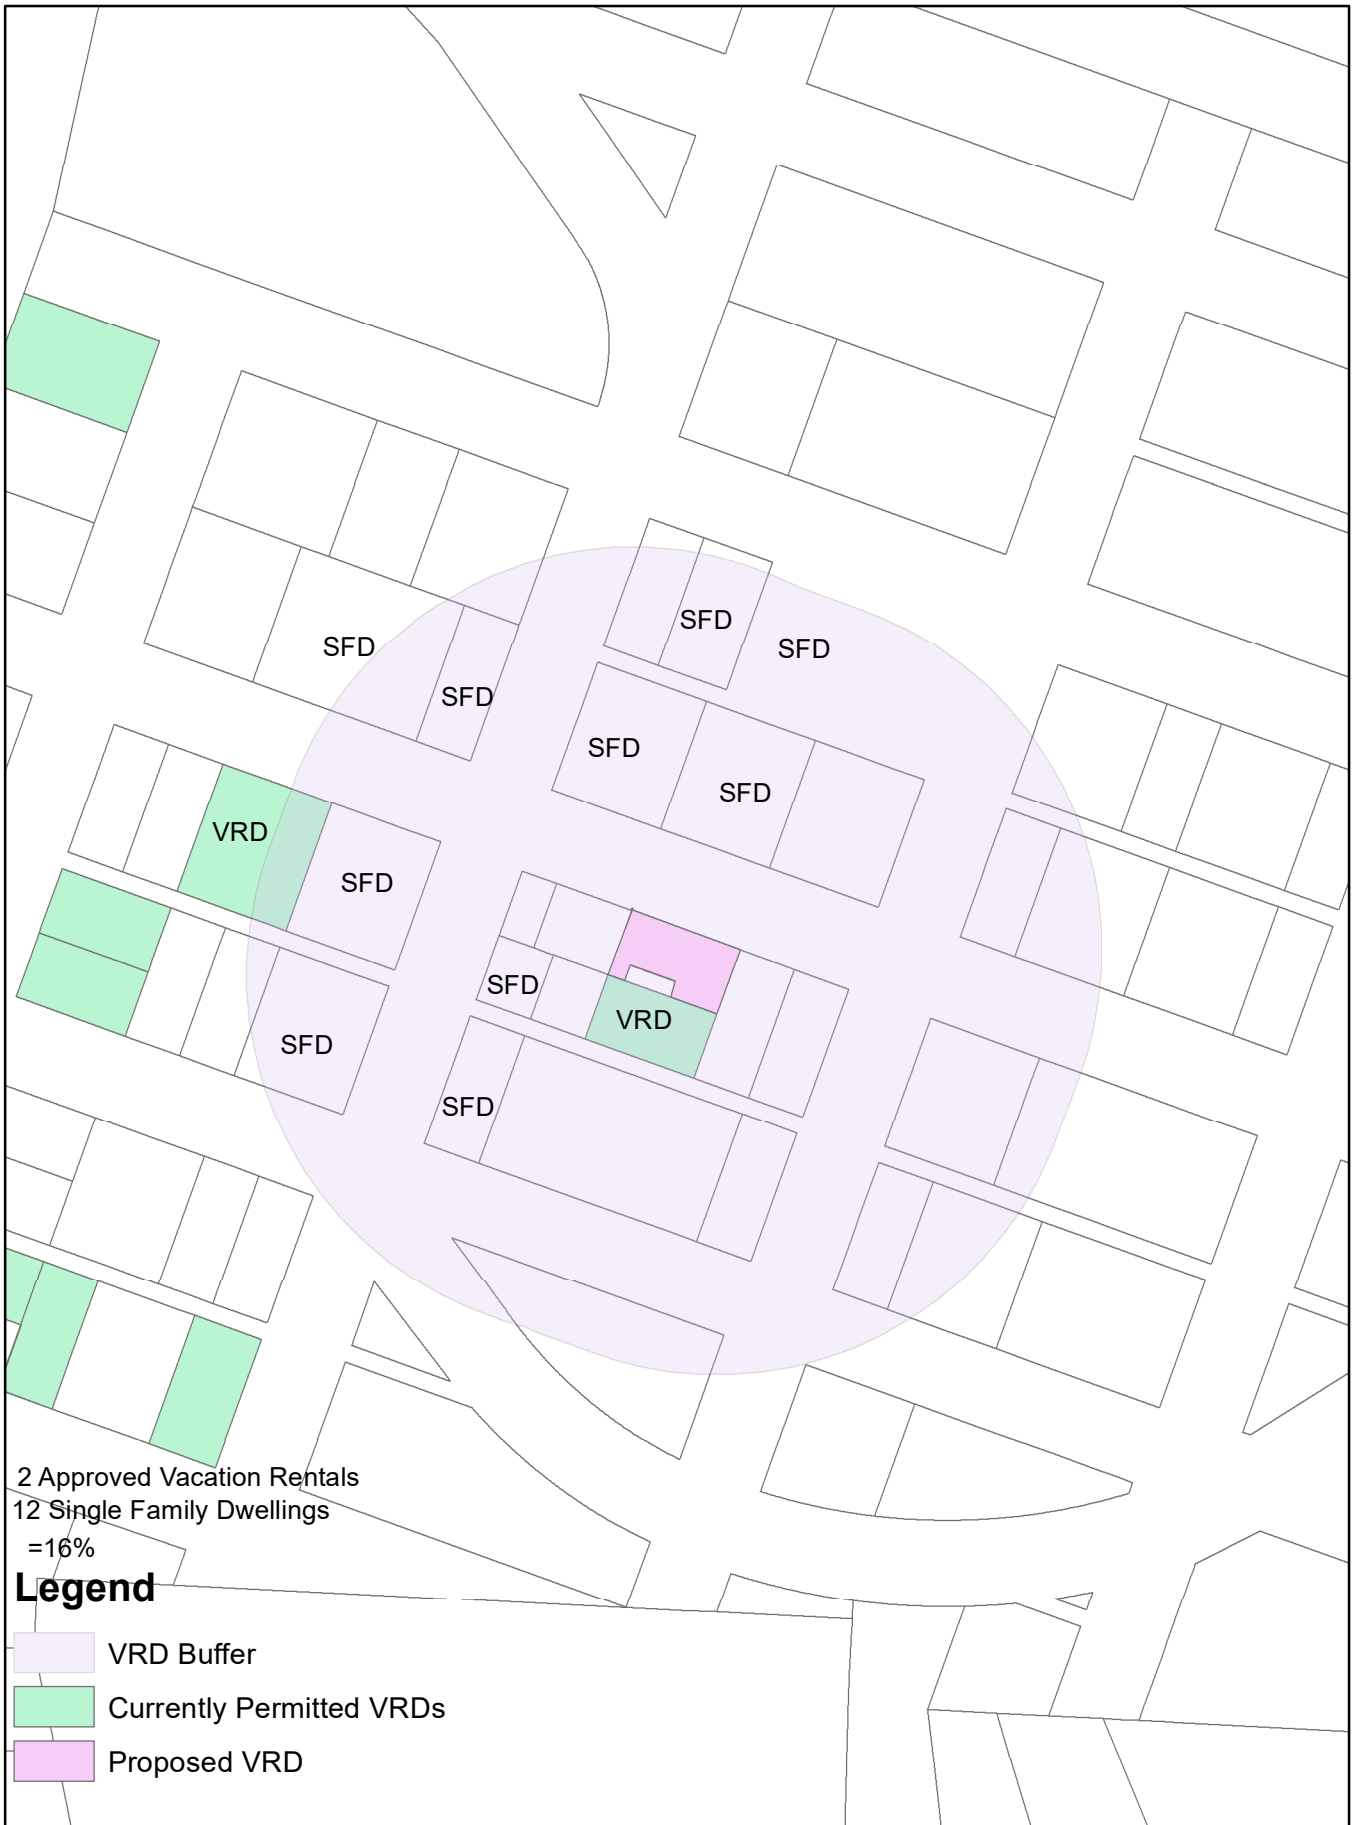 SFD
SFD
SFD
SFD
SFD
SFD
VRD
SFD
SFD
VRD
SFD
SFD
2 Approved Vacation Rentals
12 Single Family Dwellings
=16%
Legend
VRD Buffer
Currently Permitted VRDs
Proposed VRD